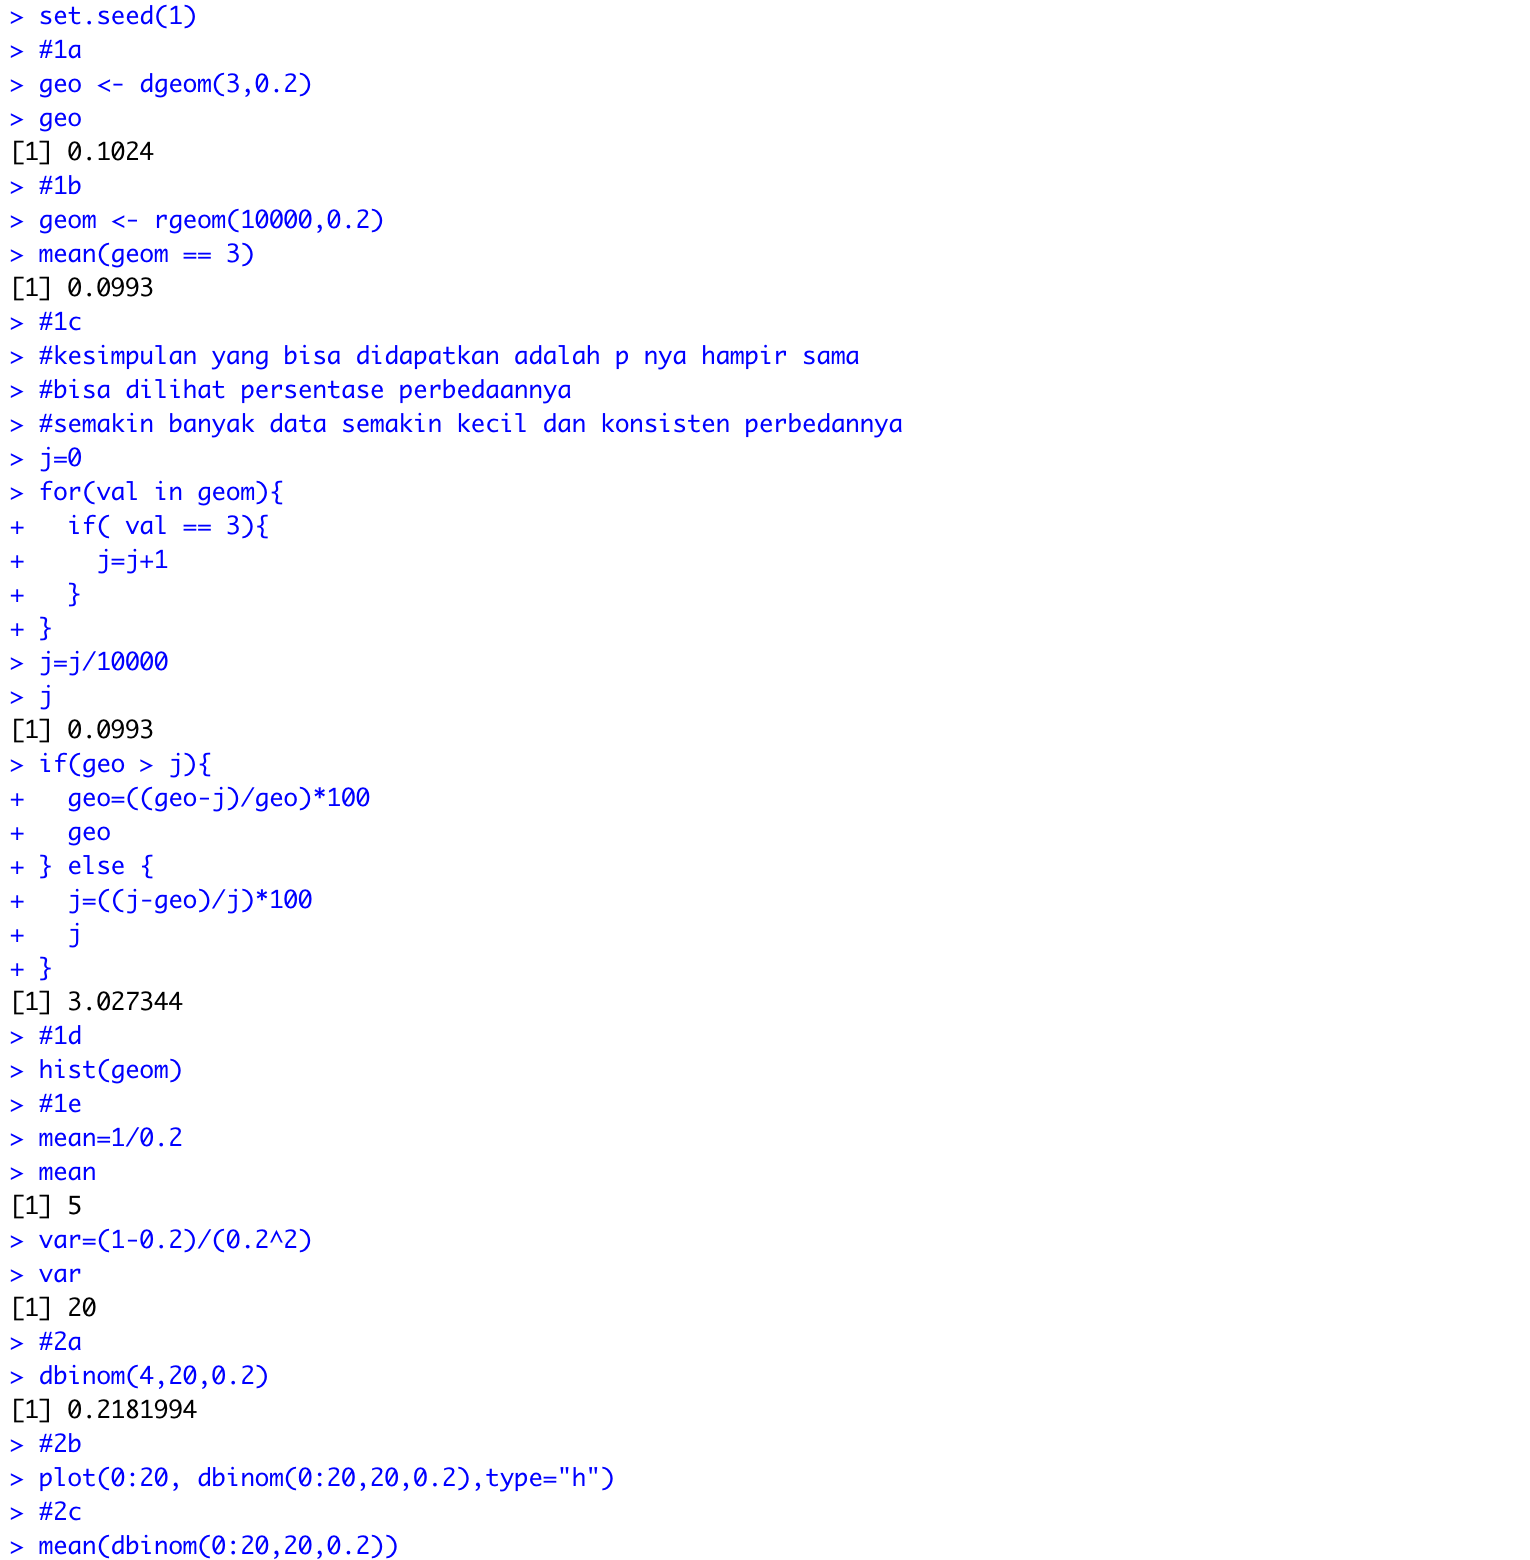 > set.seed(1)
> #1a
> geo <- dgeom(3,0.2)
> geo
[1] 0.1024
> #1b
> geom <- rgeom(10000,0.2)
> mean(geom == 3)
[1] 0.0993
> #1c
> #kesimpulan yang bisa didapatkan adalah p nya hampir sama
> #bisa dilihat persentase perbedaannya
> #semakin banyak data semakin kecil dan konsisten perbedannya
> j=0
> for(val in geom){
+   if( val == 3){
+     j=j+1
+   }
+ }
> j=j/10000
> j
[1] 0.0993
> if(geo > j){
+   geo=((geo-j)/geo)*100
+   geo
+ } else {
+   j=((j-geo)/j)*100
+   j
+ }
[1] 3.027344
> #1d
> hist(geom)
> #1e
> mean=1/0.2
> mean
[1] 5
> var=(1-0.2)/(0.2^2)
> var
[1] 20
> #2a
> dbinom(4,20,0.2)
[1] 0.2181994
> #2b
> plot(0:20, dbinom(0:20,20,0.2),type="h")
> #2c
> mean(dbinom(0:20,20,0.2))